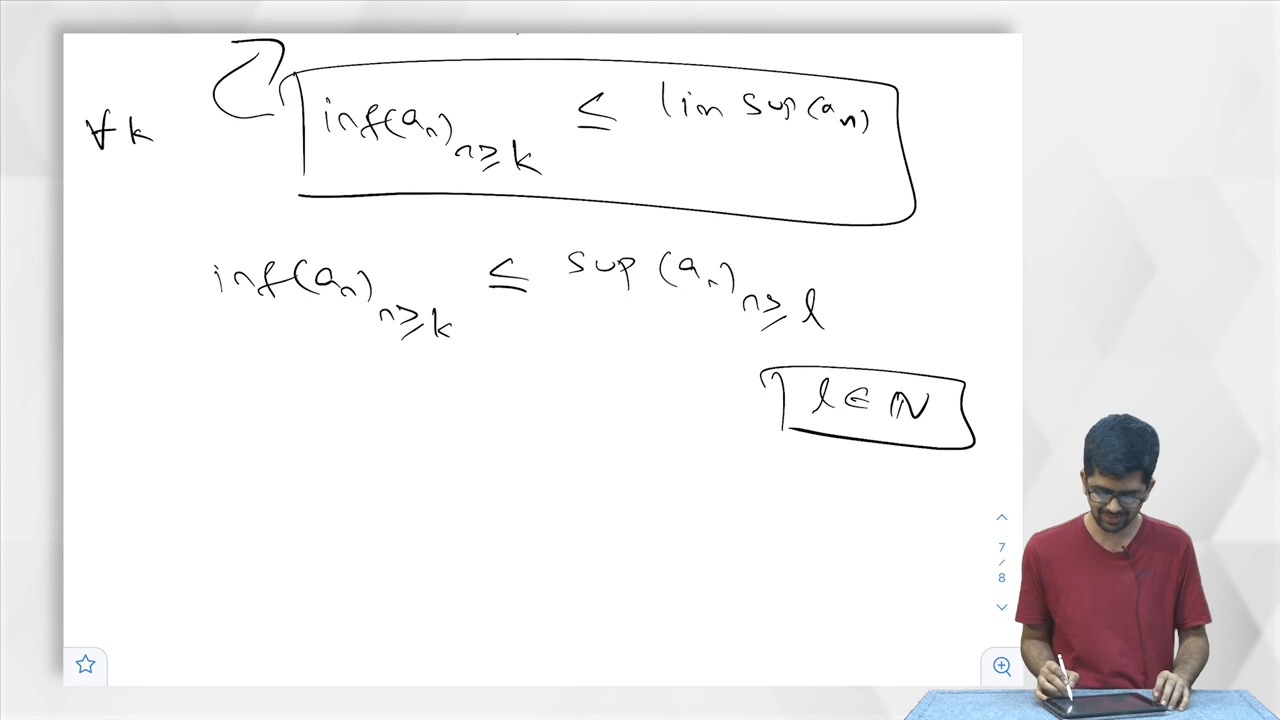 ∀ k inf(aₙ)ₙ≥ₖ ≤ lim sup(aₙ)
inf(aₙ)ₙ≥ₖ ≤ sup (aₙ)ₙ≥ₗ
l ∈ ℕ
7
/
8